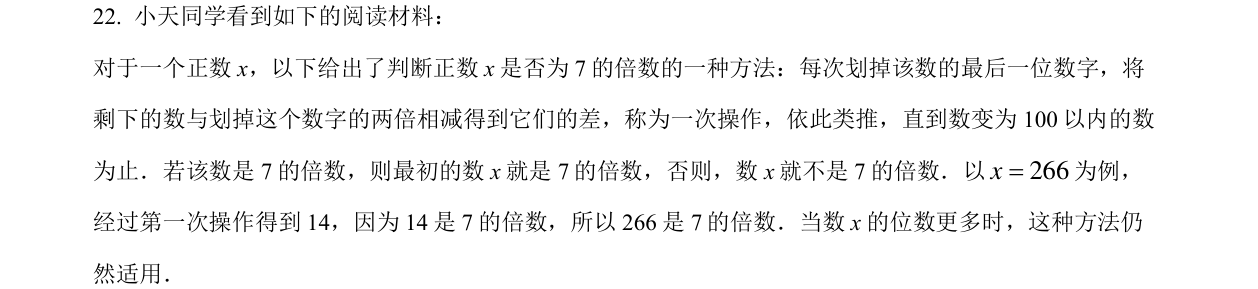 22. 小天同学看到如下的阅读材料：
对于一个正数 x，以下给出了判断正数 x 是否为 7 的倍数的一种方法：每次划掉该数的最后一位数字，将
剩下的数与划掉这个数字的两倍相减得到它们的差，称为一次操作，依此类推，直到数变为 100 以内的数
为止．若该数是 7 的倍数，则最初的数 x 就是 7 的倍数，否则，数 x 就不是 7 的倍数．以 x = 266 为例，
经过第一次操作得到 14，因为 14 是 7 的倍数，所以 266 是 7 的倍数．当数 x 的位数更多时，这种方法仍
然适用．